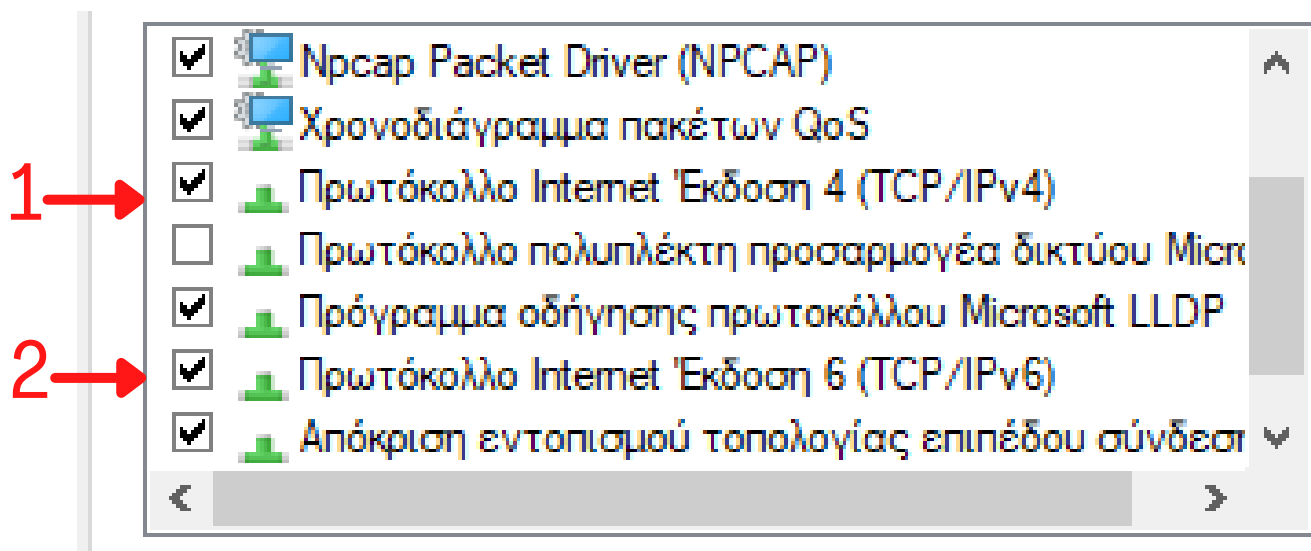 Npcap Packet Driver (NPCAP)
Χρονοδιάγραμμα πακέτων QoS
1
Πρωτόκολλο Internet Έκδοση 4 (TCP/IPv4)
Πρωτόκολλο πολυπλέκτη προσαρμογέα δικτύου Micro
Πρόγραμμα οδήγησης πρωτοκόλλου Microsoft LLDP
2
Πρωτόκολλο Internet Έκδοση 6 (TCP/IPv6)
Απόκριση εντοπισμού τοπολογίας επιπέδου